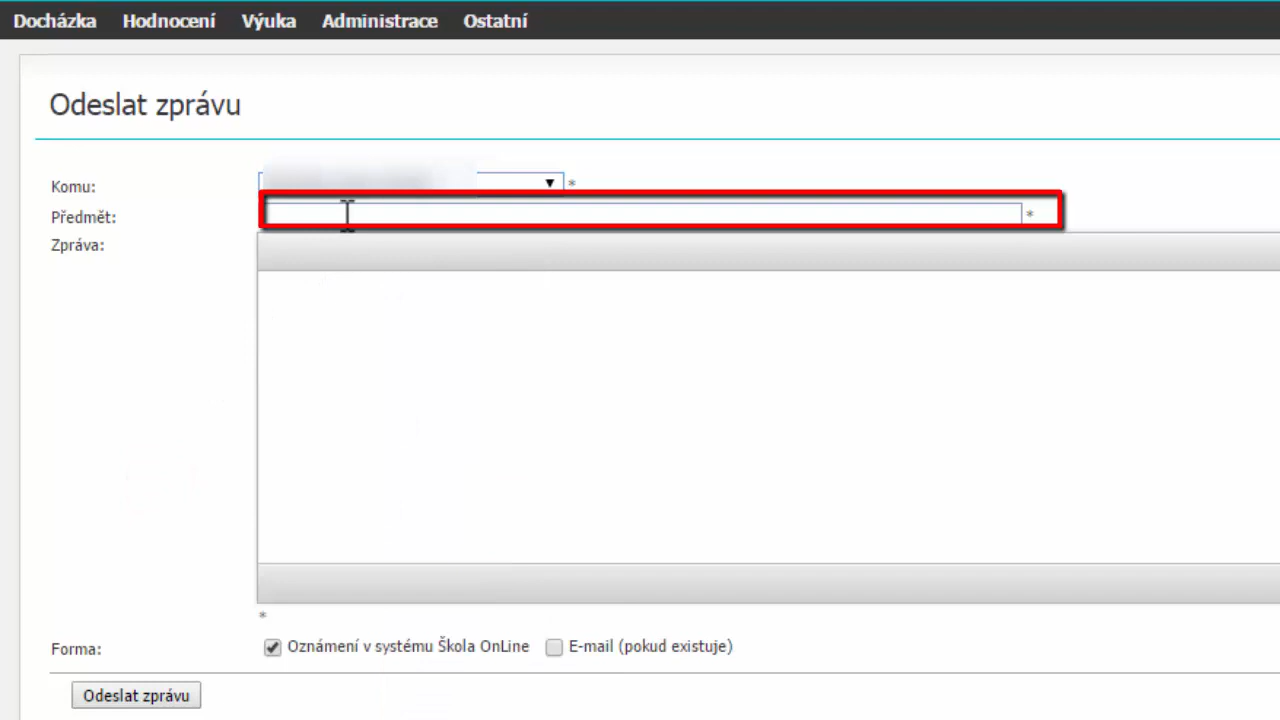 Docházka Hodnocení Výuka Administrace Ostatní
Odeslat zprávu
Komu: ▼ *
Předmět: *
Zpráva:
*
Forma: Oznámení v systému Škola OnLine E-mail (pokud existuje)
Odeslat zprávu